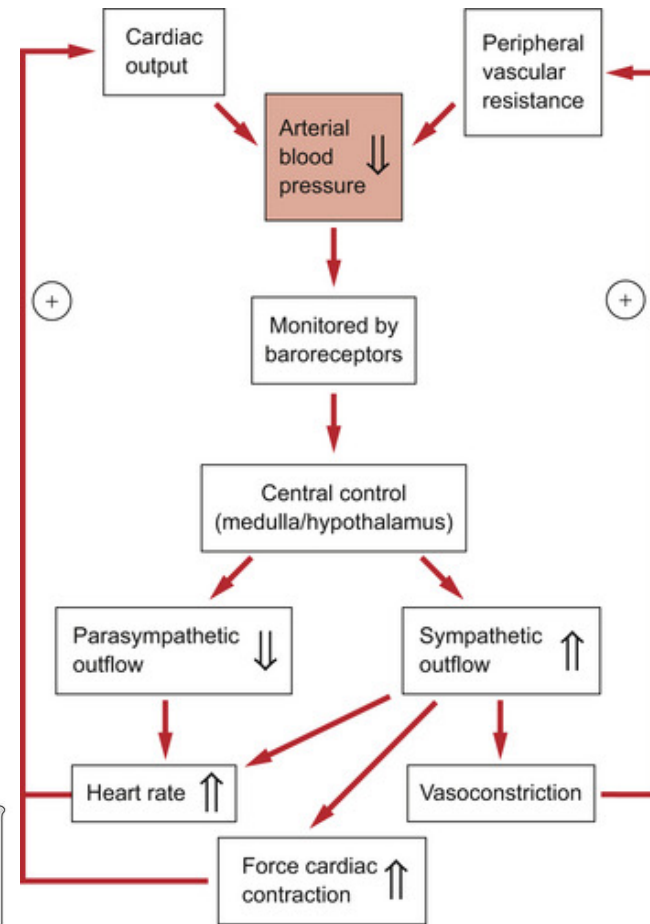 Cardiac
output
Peripheral
vascular
resistance
Arterial
blood
pressure ⇓
+
+
Monitored by
baroreceptors
Central control
(medulla/hypothalamus)
Parasympathetic
outflow ⇓
Sympathetic
outflow ⇑
Heart rate ⇑
Vasoconstriction
Force cardiac
contraction ⇑